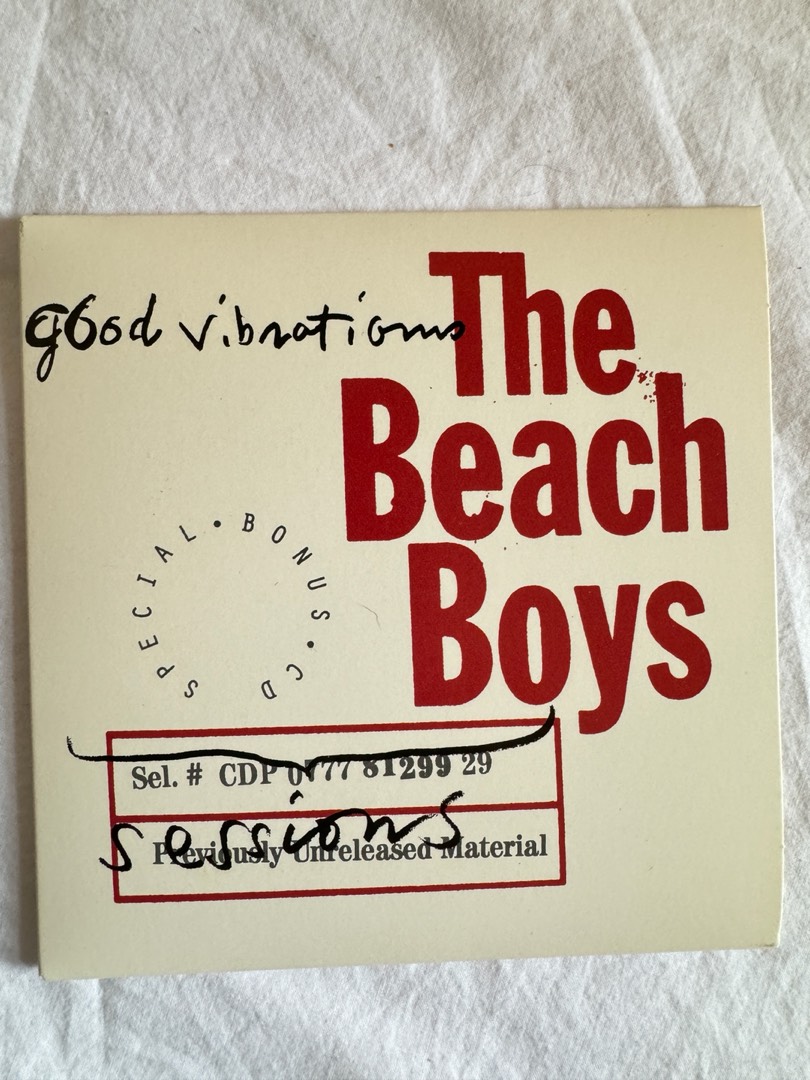 good vibrations
The
Beach
Boys
SPECIAL • BONUS • CD
Sel. # CDP 0777 81299 29
sessions
Previously Unreleased Material